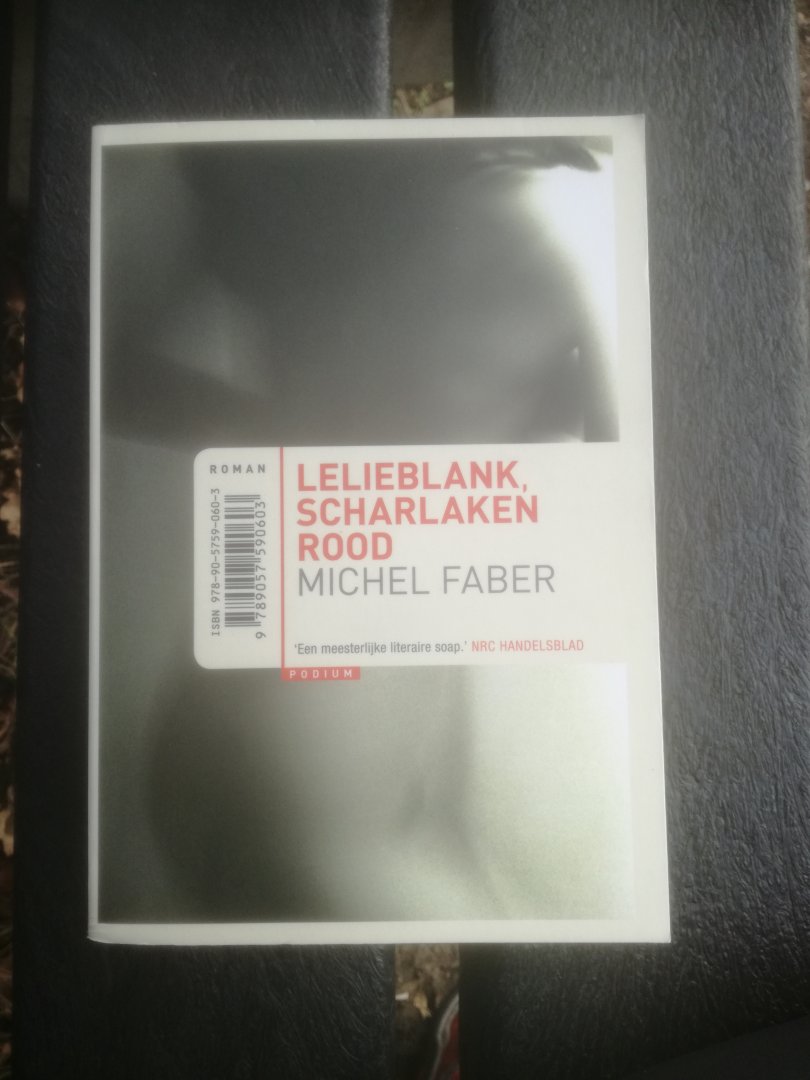 ROMAN
ISBN 978-90-5759-060-3
9 789057 590603
LELIEBLANK,
SCHARLAKEN
ROOD
MICHEL FABER
‘Een meesterlijke literaire soap.’ NRC HANDELSBLAD
PODIUM